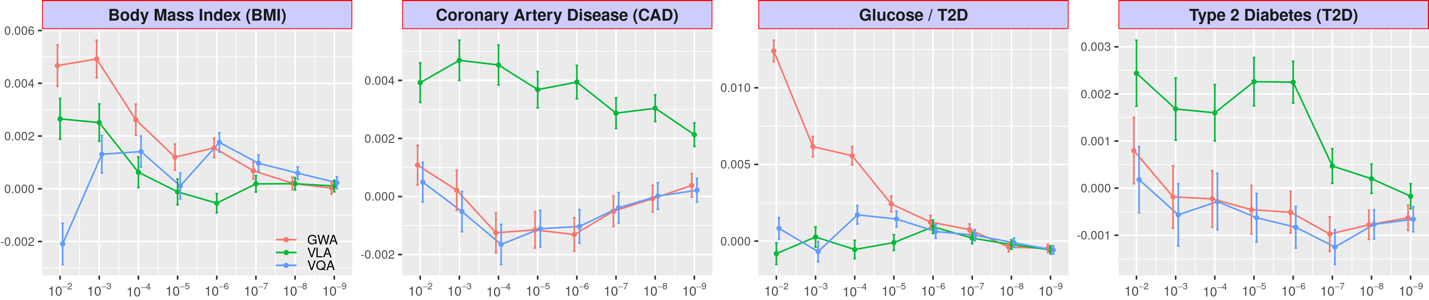 Body Mass Index (BMI)
Coronary Artery Disease (CAD)
Glucose / T2D
Type 2 Diabetes (T2D)
0.006
0.004
0.002
0.000
-0.002
GWA
VLA
VQA
10⁻² 10⁻³ 10⁻⁴ 10⁻⁵ 10⁻⁶ 10⁻⁷ 10⁻⁸ 10⁻⁹
0.004
0.002
0.000
-0.002
10⁻² 10⁻³ 10⁻⁴ 10⁻⁵ 10⁻⁶ 10⁻⁷ 10⁻⁸ 10⁻⁹
0.010
0.005
0.000
10⁻² 10⁻³ 10⁻⁴ 10⁻⁵ 10⁻⁶ 10⁻⁷ 10⁻⁸ 10⁻⁹
0.003
0.002
0.001
0.000
-0.001
10⁻² 10⁻³ 10⁻⁴ 10⁻⁵ 10⁻⁶ 10⁻⁷ 10⁻⁸ 10⁻⁹